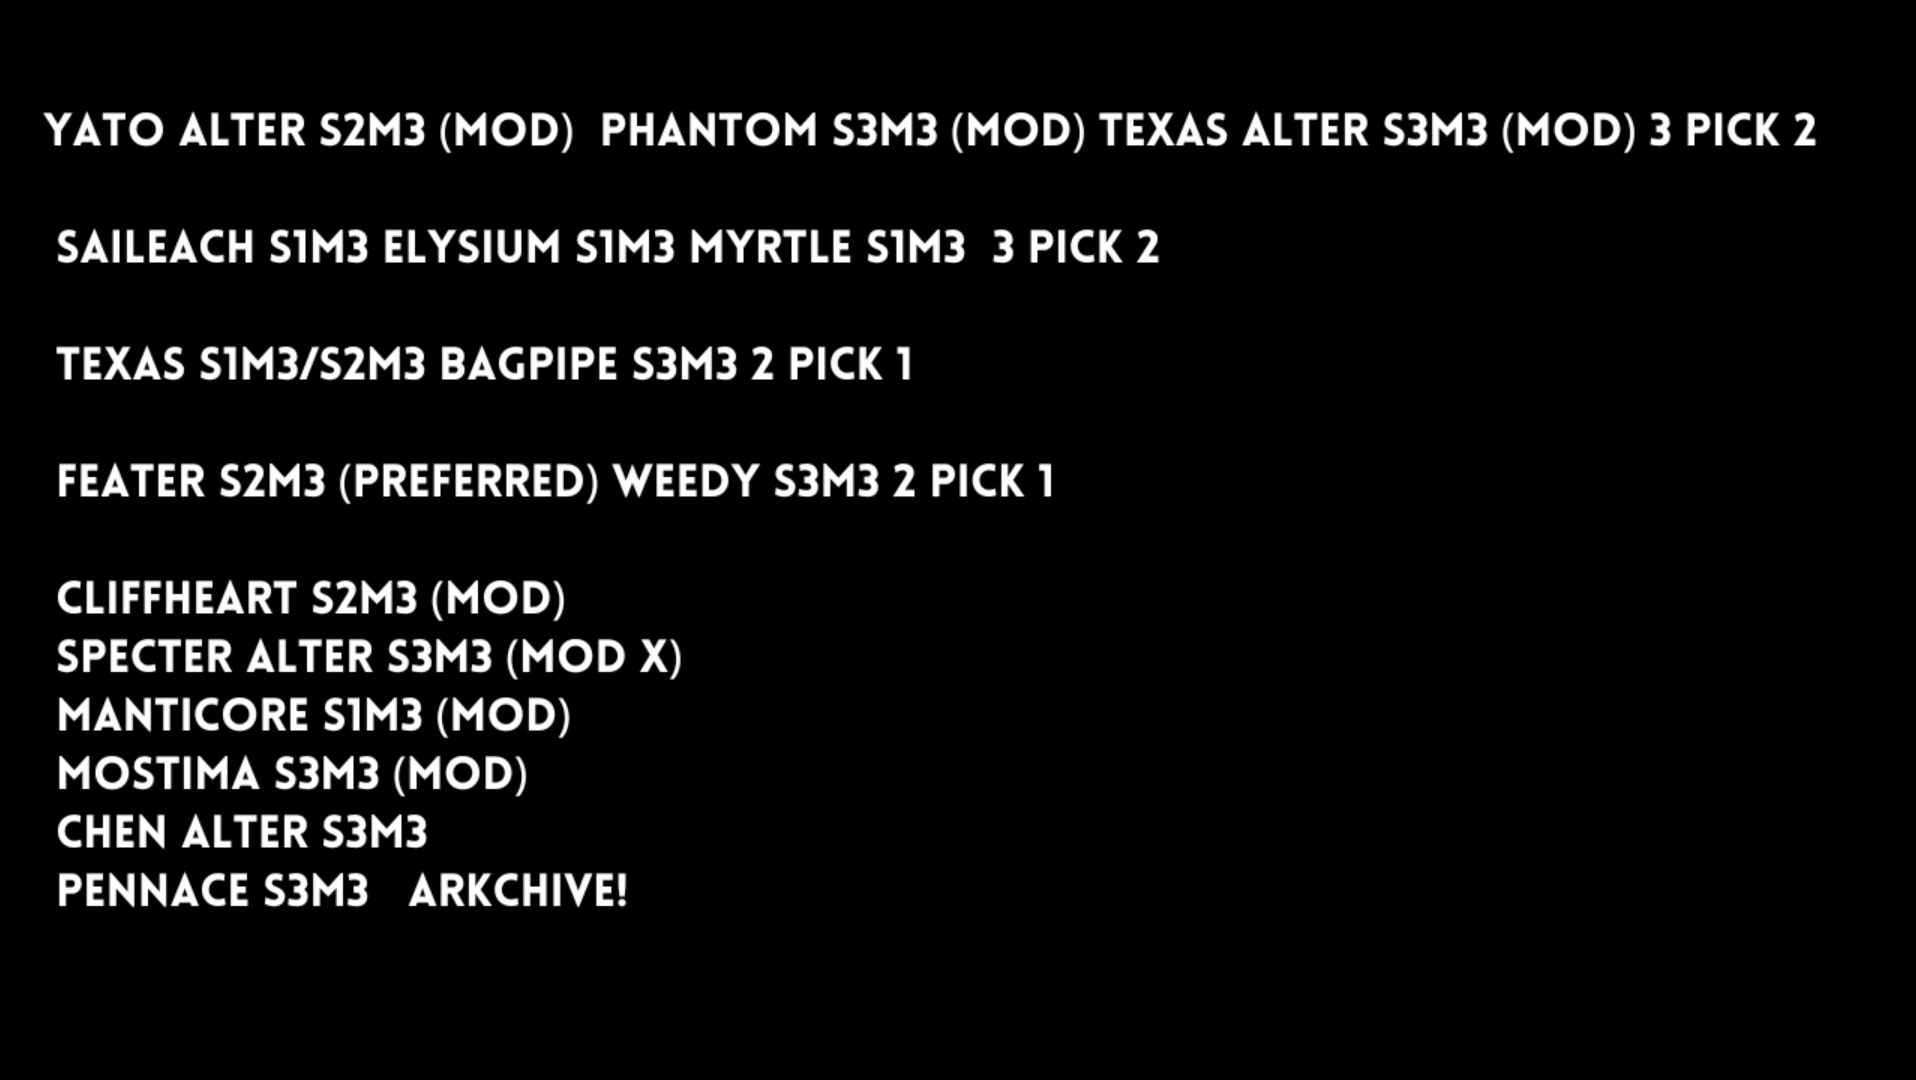 YATO ALTER S2M3 (MOD) PHANTOM S3M3 (MOD) TEXAS ALTER S3M3 (MOD) 3 PICK 2
SAILEACH S1M3 ELYSIUM S1M3 MYRTLE S1M3 3 PICK 2
TEXAS S1M3/S2M3 BAGPIPE S3M3 2 PICK 1
FEATER S2M3 (PREFERRED) WEEDY S3M3 2 PICK 1
CLIFFHEART S2M3 (MOD)
SPECTER ALTER S3M3 (MOD X)
MANTICORE S1M3 (MOD)
MOSTIMA S3M3 (MOD)
CHEN ALTER S3M3
PENNACE S3M3 ARKCHIVE!